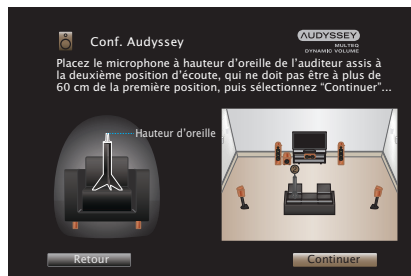 Conf. Audyssey
AUDYSSEY
MULTEQ
DYNAMIC VOLUME
Placez le microphone à hauteur d'oreille de l'auditeur assis à
la deuxième position d'écoute, qui ne doit pas être à plus de
60 cm de la première position, puis sélectionnez “Continuer”...
Hauteur d'oreille
Retour
Continuer